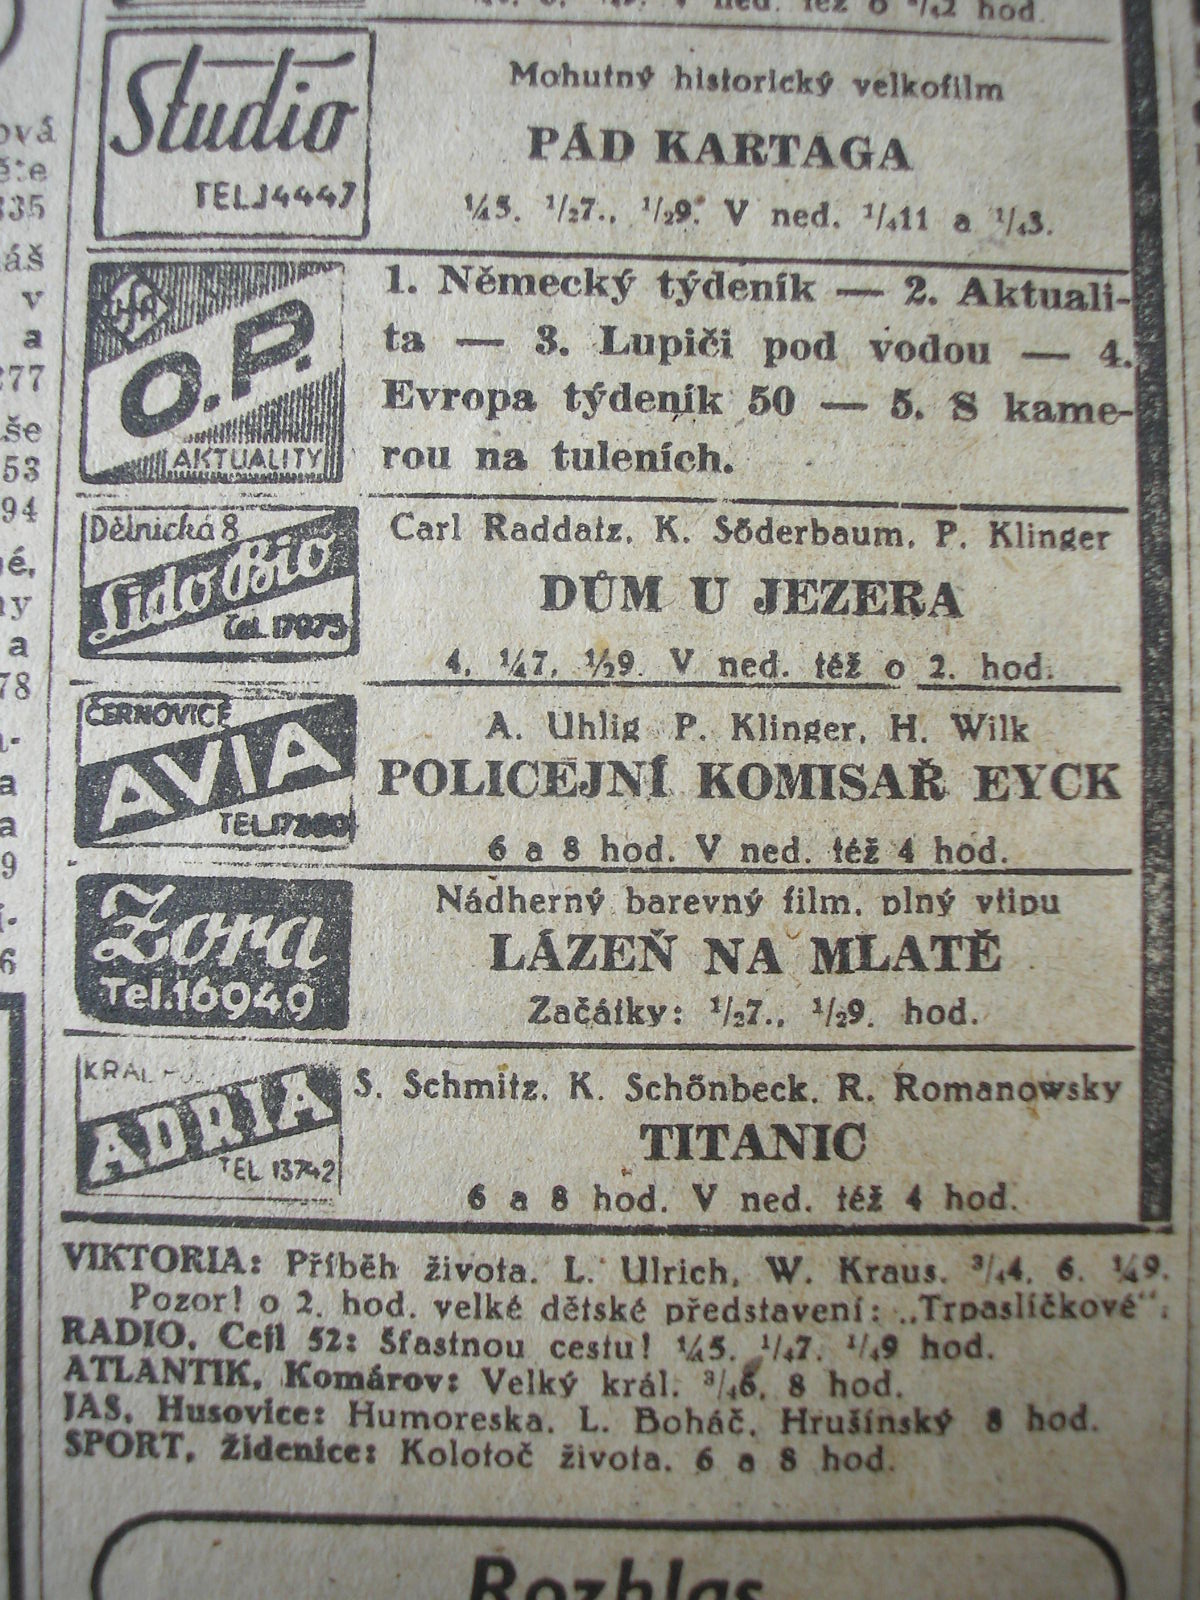 ned. též o ¹/₄2 hod.
Studio
TEL.14447
Mohutný historický velkofilm
PÁD KARTAGA
¼5. ¹/₂7., ¹/₂9. V ned. ¹/₄11 a ¹/₄3.
O.P.
AKTUALITY
1. Německý týdeník — 2. Aktuali-
ta — 3. Lupiči pod vodou — 4.
Evropa týdeník 50 — 5. S kame-
rou na tuleních.
Dělnická 8
Lido Bio
Tel.
Carl Raddatz, K. Söderbaum, P. Klinger
DŮM U JEZERA
4, ¼7, ½9. V ned. též o 2. hod.
ČERNOVICE
AVIA
TEL.
A. Uhlig P. Klinger, H. Wilk
POLICEJNÍ KOMISAŘ EYCK
6 a 8 hod. V ned. též 4 hod.
Zora
Tel.16949
Nádherný barevný film, plný vtipu
LÁZEŇ NA MLATĚ
Začátky: ¹/₂7., ¹/₂9. hod.
KRÁL
ADRIA
TEL 13742
S. Schmitz, K. Schönbeck, R. Romanowsky
TITANIC
6 a 8 hod. V ned. též 4 hod.
VIKTORIA: Příběh života. L. Ulrich, W. Kraus. ³/₄4, 6, ¼9.
Pozor! o 2. hod. velké dětské představení: „Trpaslíčkové“.
RADIO, Cejl 52: Šťastnou cestu! ¼5, ¹/₄7, ¹/₄9 hod.
ATLANTIK, Komárov: Velký král. ³/₄6, 8 hod.
JAS, Husovice: Humoreska. L. Boháč, Hrušínský 8 hod.
SPORT, Židenice: Kolotoč života. 6 a 8 hod.
Rozhlas